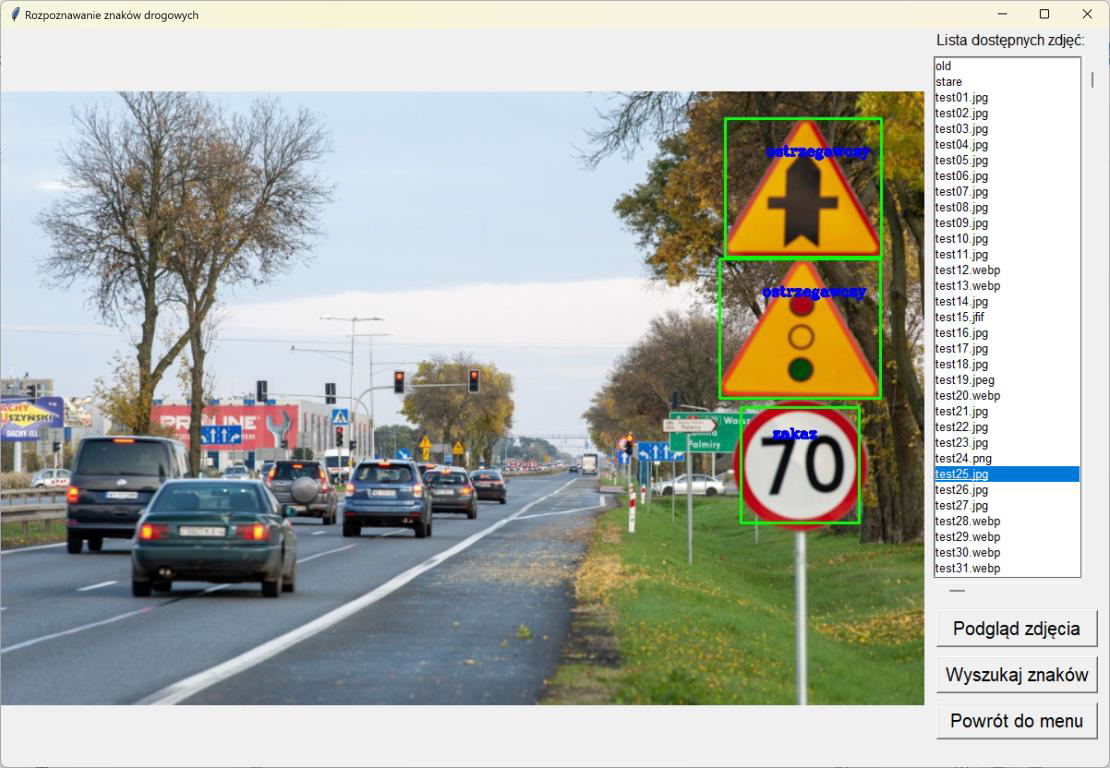 Rozpoznawanie znaków drogowych
Lista dostępnych zdjęć:
old
stare
test01.jpg
test02.jpg
test03.jpg
test04.jpg
test05.jpg
test06.jpg
test07.jpg
test08.jpg
test09.jpg
test10.jpg
test11.jpg
test12.webp
test13.webp
test14.jpg
test15.jfif
test16.jpg
test17.jpg
test18.jpg
test19.jpeg
test20.webp
test21.jpg
test22.jpg
test23.jpg
test24.png
test25.jpg
test26.jpg
test27.jpg
test28.webp
test29.webp
test30.webp
test31.webp
Podgląd zdjęcia
Wyszukaj znaków
Powrót do menu
ostrzegawczy
ostrzegawczy
zakaz
70
DACHY
PROLINE
Palmiry